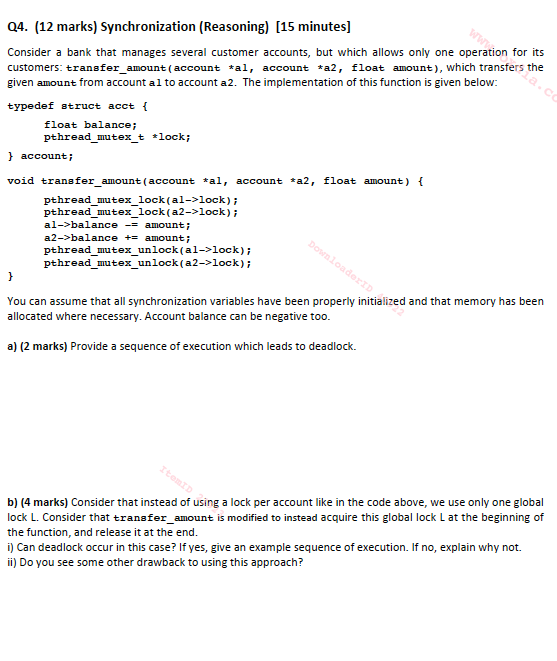 Q4. (12 marks) Synchronization (Reasoning) [15 minutes]
Consider a bank that manages several customer accounts, but which allows only one operation for its
customers: transfer_amount(account *a1, account *a2, float amount), which transfers the
given amount from account a1 to account a2. The implementation of this function is given below:
typedef struct acct {
float balance;
pthread_mutex_t *lock;
} account;
void transfer_amount(account *a1, account *a2, float amount) {
pthread_mutex_lock(a1->lock);
pthread_mutex_lock(a2->lock);
a1->balance -= amount;
a2->balance += amount;
pthread_mutex_unlock(a1->lock);
pthread_mutex_unlock(a2->lock);
}
You can assume that all synchronization variables have been properly initialized and that memory has been
allocated where necessary. Account balance can be negative too.
a) (2 marks) Provide a sequence of execution which leads to deadlock.
b) (4 marks) Consider that instead of using a lock per account like in the code above, we use only one global
lock L. Consider that transfer_amount is modified to instead acquire this global lock L at the beginning of
the function, and release it at the end.
i) Can deadlock occur in this case? If yes, give an example sequence of execution. If no, explain why not.
ii) Do you see some other drawback to using this approach?
DownloaderID
ItemID